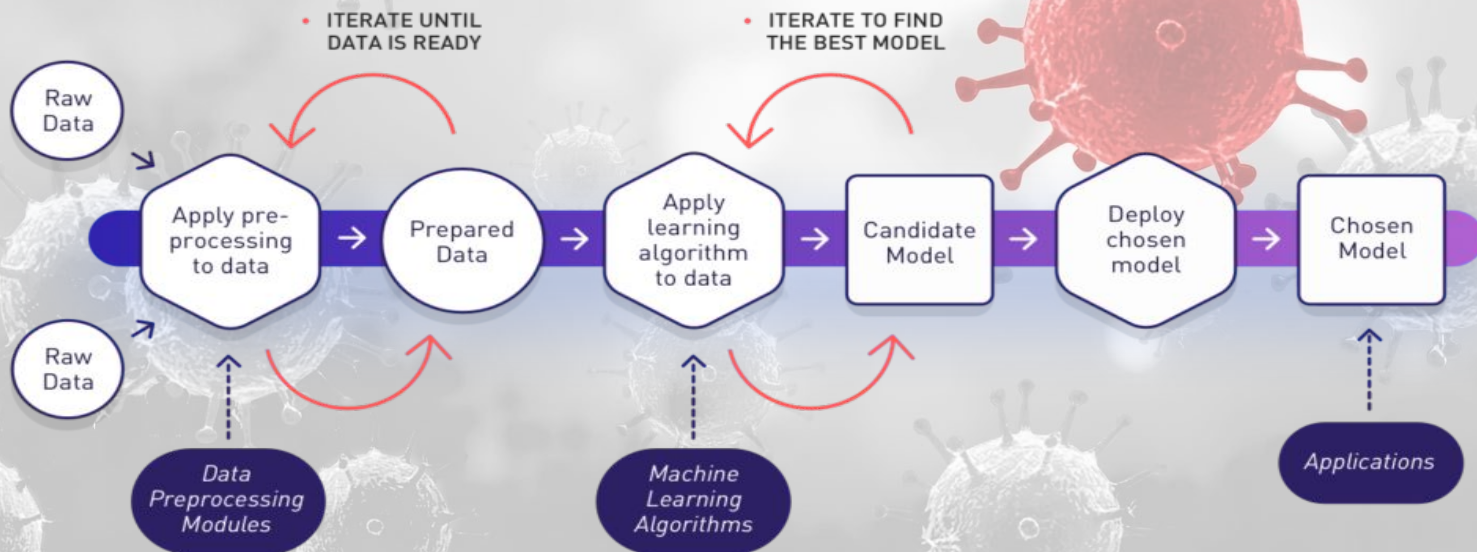 ITERATE UNTIL
DATA IS READY
ITERATE TO FIND
THE BEST MODEL
Raw
Data
Raw
Data
Apply pre-
processing
to data
Prepared
Data
Apply
learning
algorithm
to data
Candidate
Model
Deploy
chosen
model
Chosen
Model
Data
Preprocessing
Modules
Machine
Learning
Algorithms
Applications